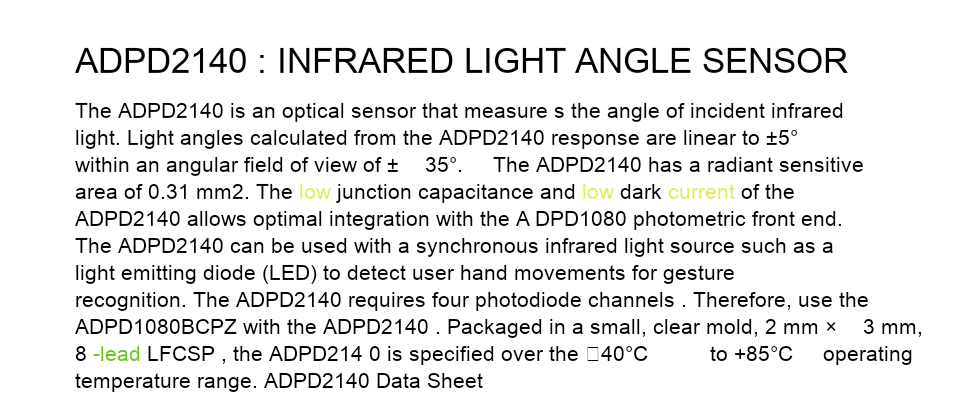 ADPD2140 : INFRARED LIGHT ANGLE SENSOR
The ADPD2140 is an optical sensor that measure s the angle of incident infrared
light. Light angles calculated from the ADPD2140 response are linear to ±5°
within an angular field of view of ± 35°. The ADPD2140 has a radiant sensitive
area of 0.31 mm2. The low junction capacitance and low dark current of the
ADPD2140 allows optimal integration with the A DPD1080 photometric front end.
The ADPD2140 can be used with a synchronous infrared light source such as a
light emitting diode (LED) to detect user hand movements for gesture
recognition. The ADPD2140 requires four photodiode channels . Therefore, use the
ADPD1080BCPZ with the ADPD2140 . Packaged in a small, clear mold, 2 mm × 3 mm,
8 -lead LFCSP , the ADPD214 0 is specified over the □40°C to +85°C operating
temperature range. ADPD2140 Data Sheet